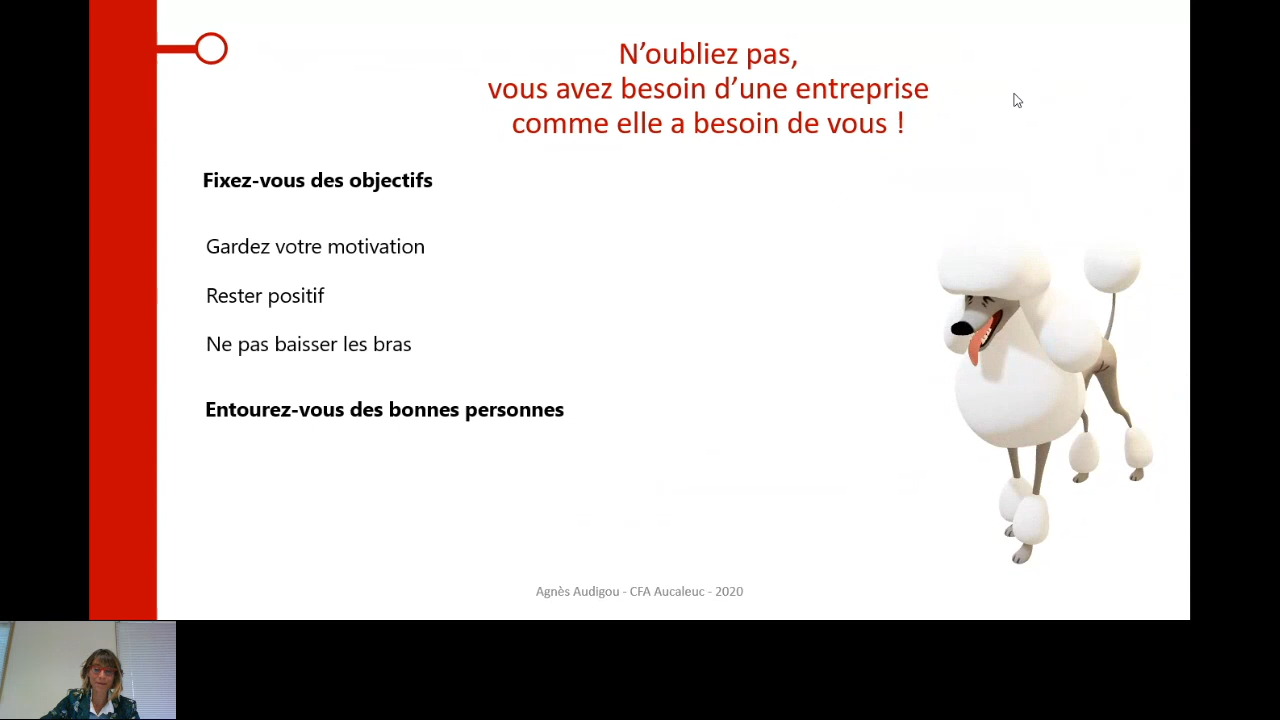 N’oubliez pas,
vous avez besoin d’une entreprise
comme elle a besoin de vous !
Fixez-vous des objectifs
Gardez votre motivation
Rester positif
Ne pas baisser les bras
Entourez-vous des bonnes personnes
Agnès Audigou - CFA Aucaleuc - 2020